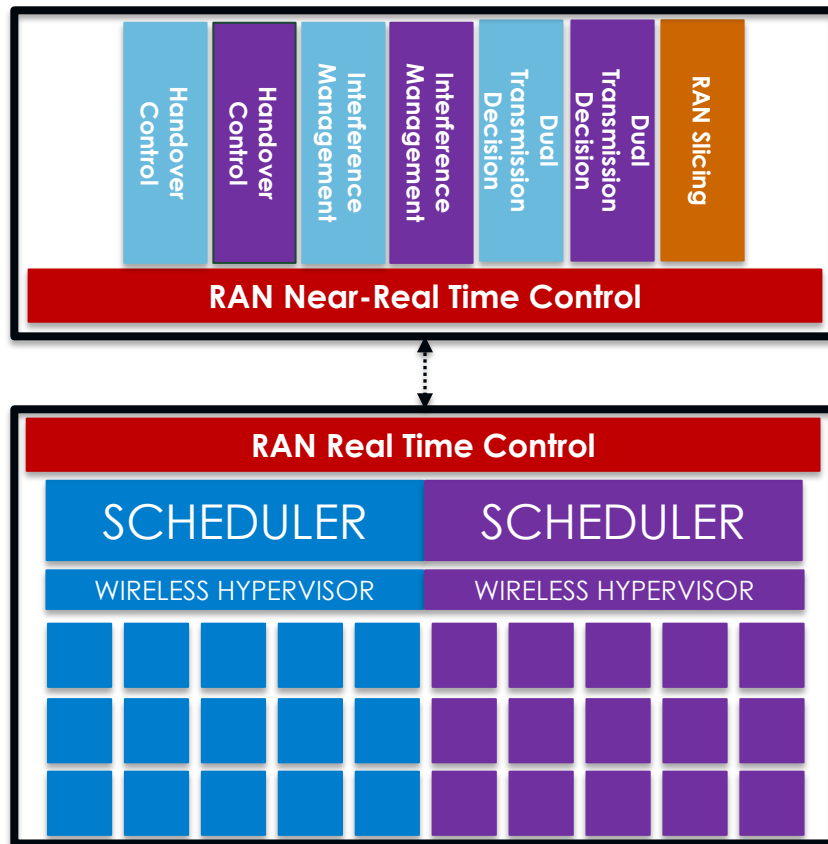 Handover
Control
Handover
Control
Interference
Management
Interference
Management
Dual
Transmission
Decision
Dual
Transmission
Decision
RAN Slicing
RAN Near-Real Time Control
RAN Real Time Control
SCHEDULER
SCHEDULER
WIRELESS HYPERVISOR
WIRELESS HYPERVISOR